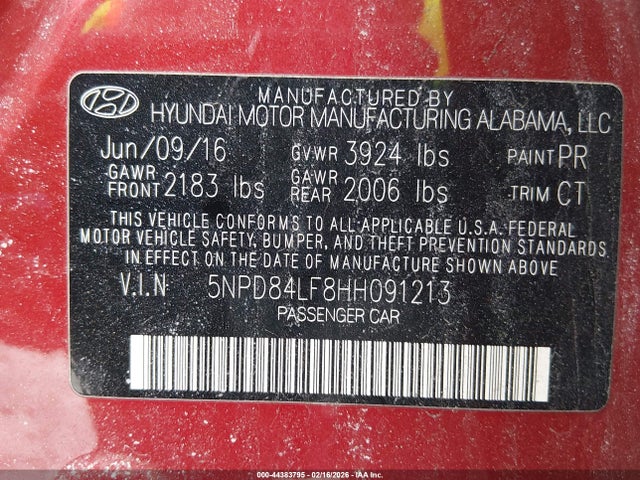 MANUFACTURED BY
HYUNDAI MOTOR MANUFACTURING ALABAMA, LLC
Jun/09/16 GVWR 3924 lbs PAINT PR
GAWR FRONT 2183 lbs GAWR REAR 2006 lbs TRIM CT
THIS VEHICLE CONFORMS TO ALL APPLICABLE U.S.A. FEDERAL
MOTOR VEHICLE SAFETY, BUMPER, AND THEFT PREVENTION STANDARDS
IN EFFECT ON THE DATE OF MANUFACTURE SHOWN ABOVE
V.I.N: 5NPD84LF8HH091213
PASSENGER CAR
000-44383795 - 02/16/2026 - IAA Inc.